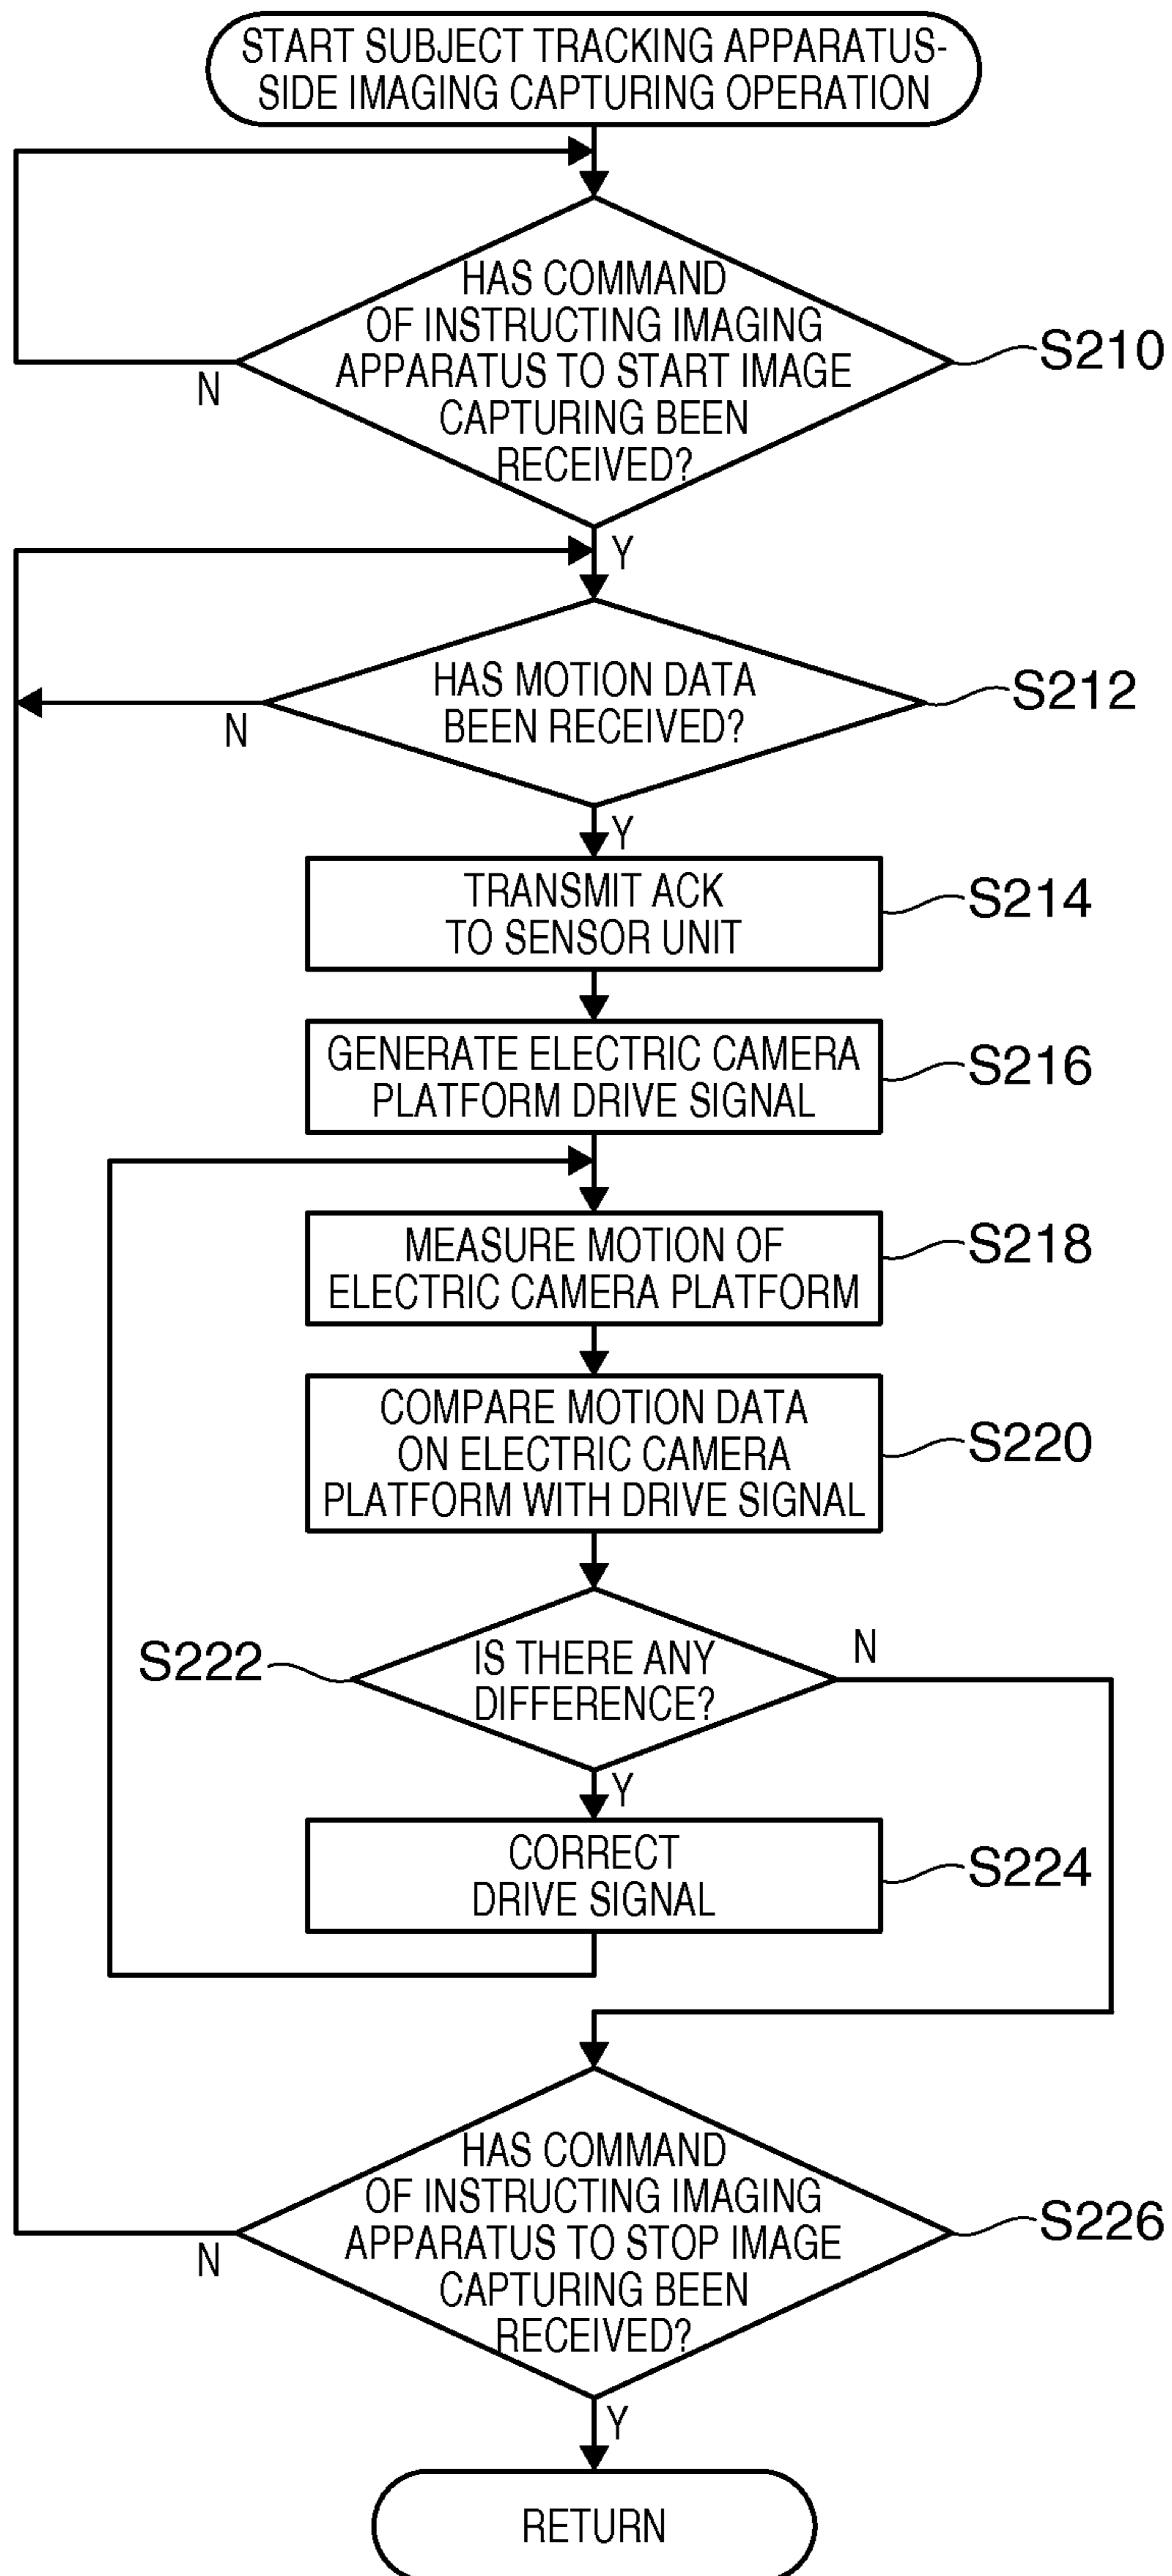 START SUBJECT TRACKING APPARATUS-
SIDE IMAGING CAPTURING OPERATION
HAS COMMAND
OF INSTRUCTING IMAGING
APPARATUS TO START IMAGE
CAPTURING BEEN
RECEIVED?
S210
N
Y
HAS MOTION DATA
BEEN RECEIVED?
S212
N
Y
TRANSMIT ACK
TO SENSOR UNIT
S214
GENERATE ELECTRIC CAMERA
PLATFORM DRIVE SIGNAL
S216
MEASURE MOTION OF
ELECTRIC CAMERA PLATFORM
S218
COMPARE MOTION DATA
ON ELECTRIC CAMERA
PLATFORM WITH DRIVE SIGNAL
S220
S222
IS THERE ANY
DIFFERENCE?
N
Y
CORRECT
DRIVE SIGNAL
S224
HAS COMMAND
OF INSTRUCTING IMAGING
APPARATUS TO STOP IMAGE
CAPTURING BEEN
RECEIVED?
S226
N
Y
RETURN